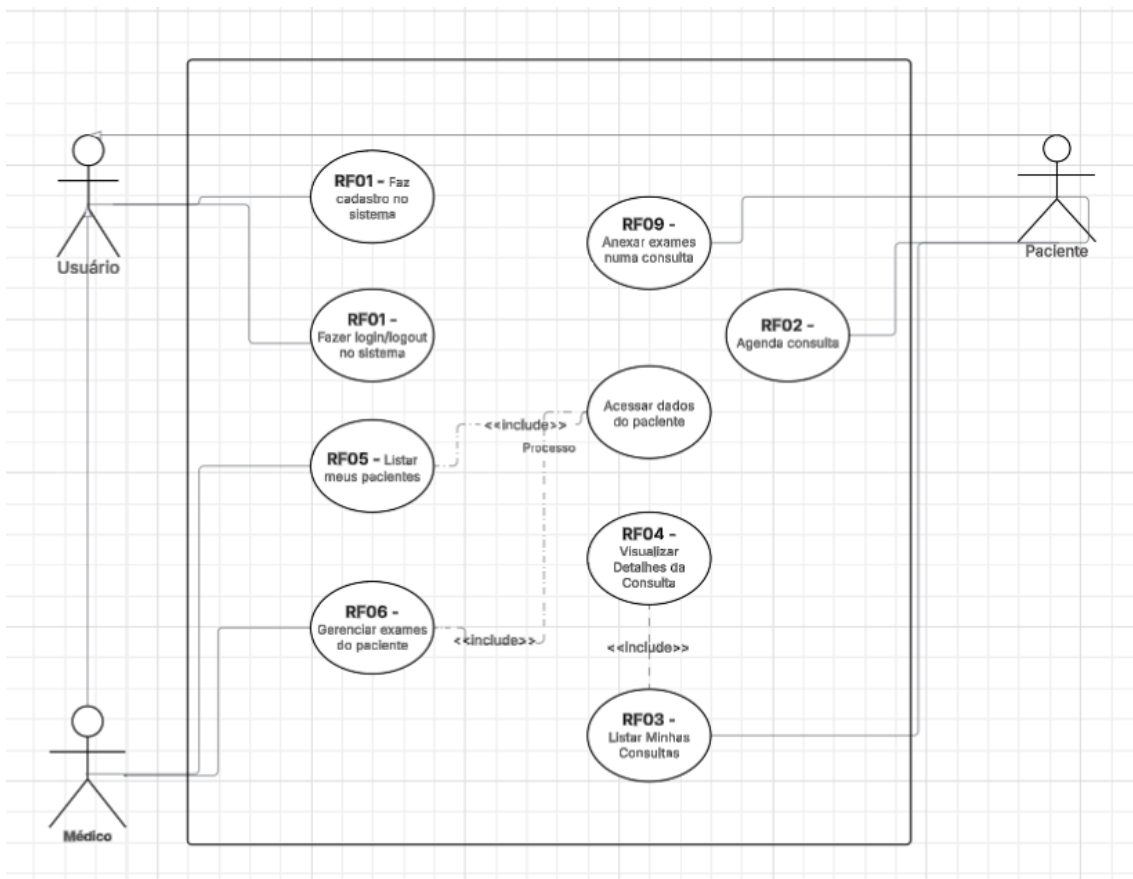 RF01 - Faz
cadastro no
sistema
RF09 -
Anexar exames
numa consulta
Usuário
Paciente
RF01 -
Fazer login/logout
no sistema
RF02 -
Agenda consulta
Acessar dados
do paciente
<<include>>
Processo
RF05 - Listar
meus pacientes
RF04 -
Visualizar
Detalhes da
Consulta
RF06 -
Gerenciar exames
do paciente
<<include>>
<<include>>
RF03 -
Listar Minhas
Consultas
Médico